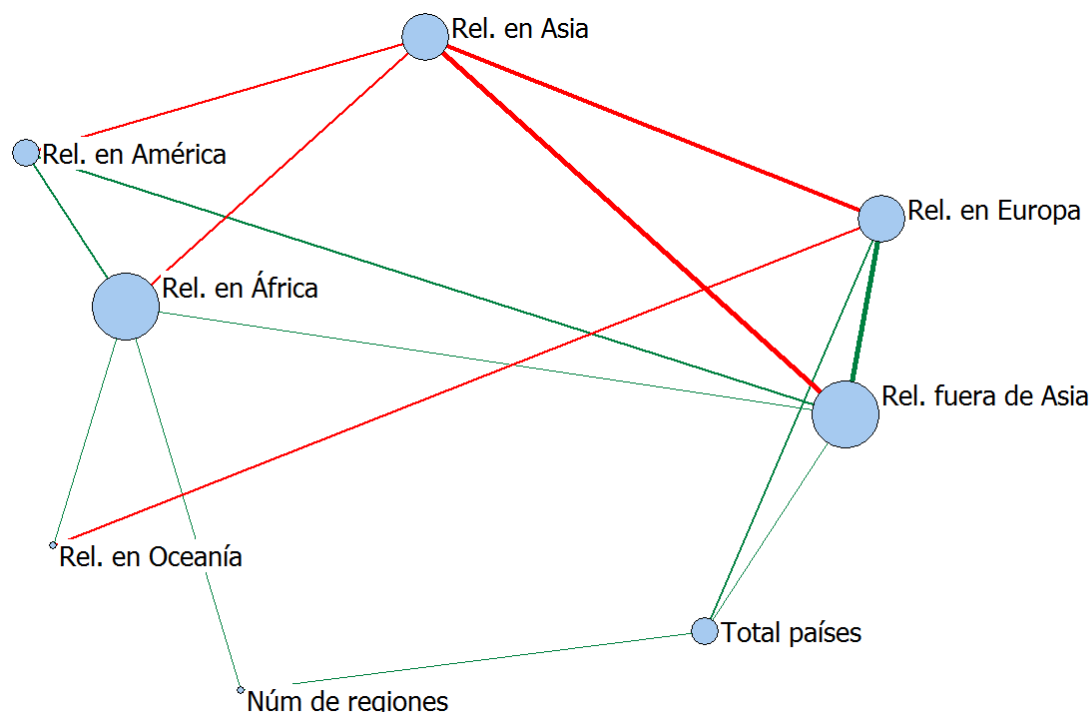 Rel. en Asia
Rel. en América
Rel. en Europa
Rel. en África
Rel. fuera de Asia
Rel. en Oceanía
Total países
Núm de regiones